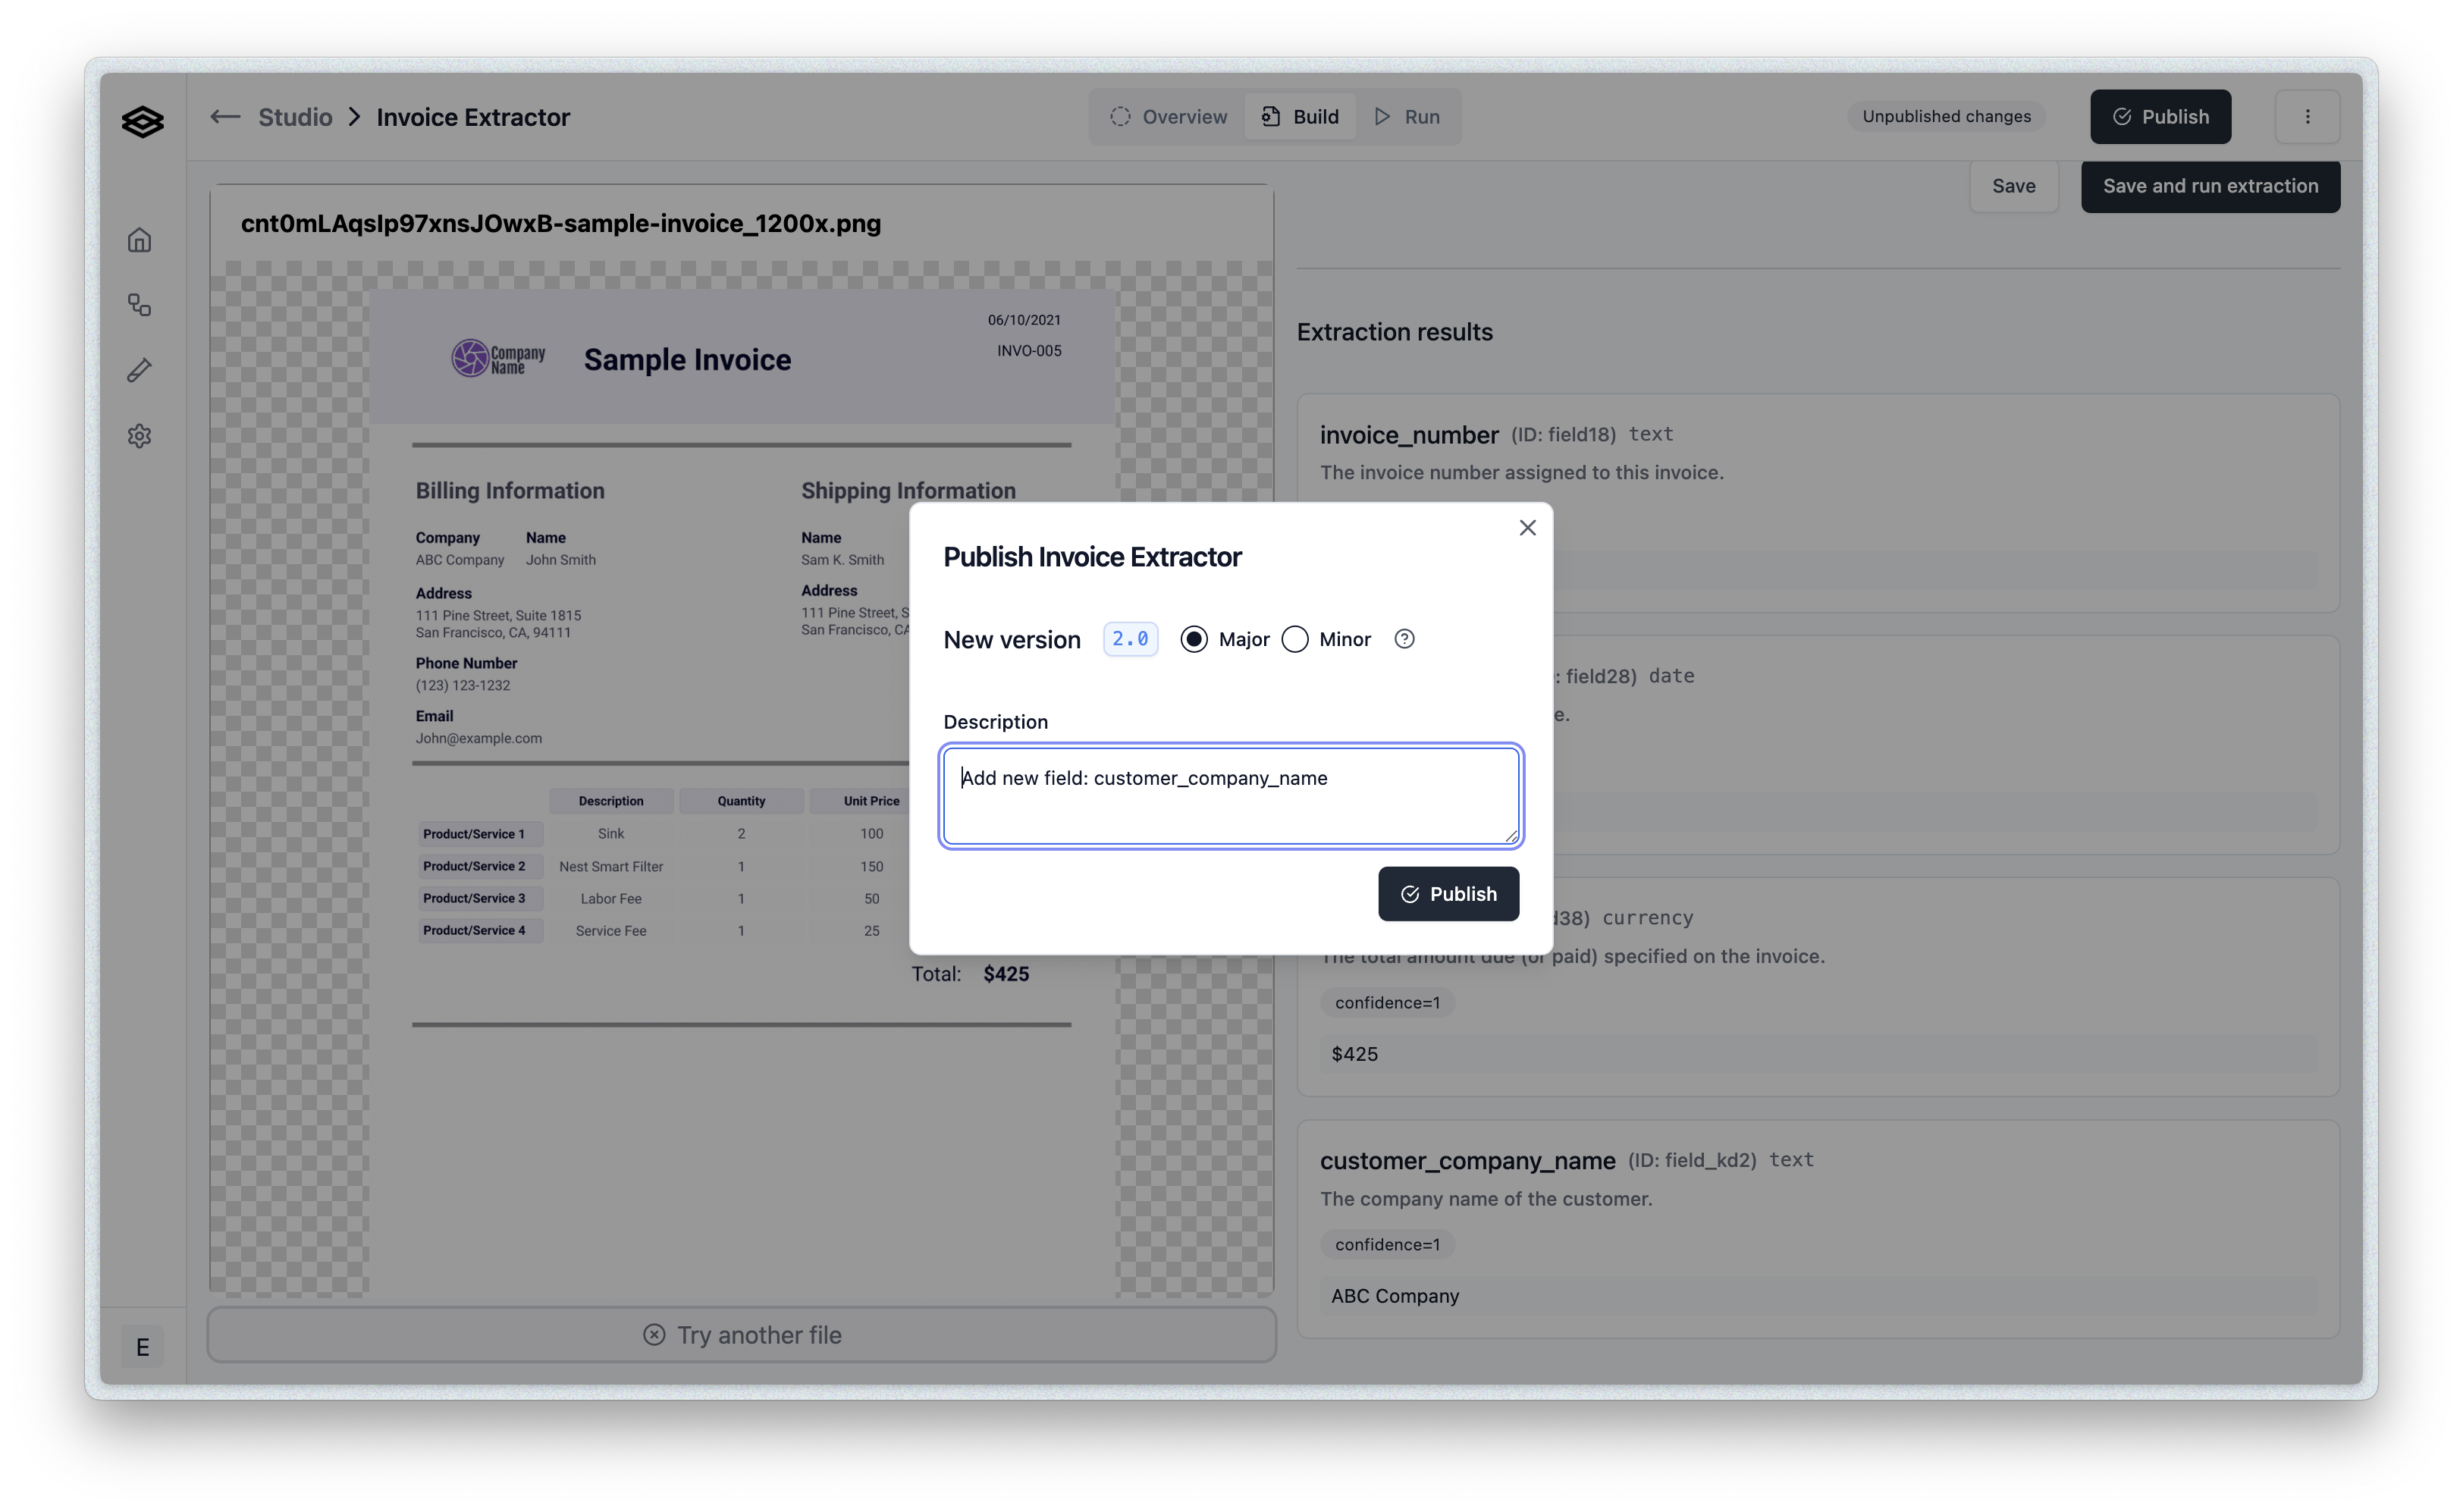 Studio > Invoice Extractor
Overview
Build
Run
Unpublished changes
Publish
Save
Save and run extraction
cnt0mLAqsIp97xnsJOwxB-sample-invoice_1200x.png
06/10/2021
INVO-005
Company
Name
Sample Invoice
Billing Information
Shipping Information
Company
Name
ABC Company
John Smith
Address
111 Pine Street, Suite 1815
San Francisco, CA, 94111
Phone Number
(123) 123-1232
Email
John@example.com
Name
Sam K. Smith
Address
111 Pine Street, S
San Francisco, CA
Description Quantity Unit Price
Product/Service 1 Sink 2 100
Product/Service 2 Nest Smart Filter 1 150
Product/Service 3 Labor Fee 1 50
Product/Service 4 Service Fee 1 25
Total: $425
Try another file
E
Publish Invoice Extractor
New version 2.0 Major Minor
Description
Add new field: customer_company_name
Publish
Extraction results
invoice_number (ID: field18) text
The invoice number assigned to this invoice.
: field28) date
e.
d38) currency
The total amount due (or paid) specified on the invoice.
confidence=1
$425
customer_company_name (ID: field_kd2) text
The company name of the customer.
confidence=1
ABC Company